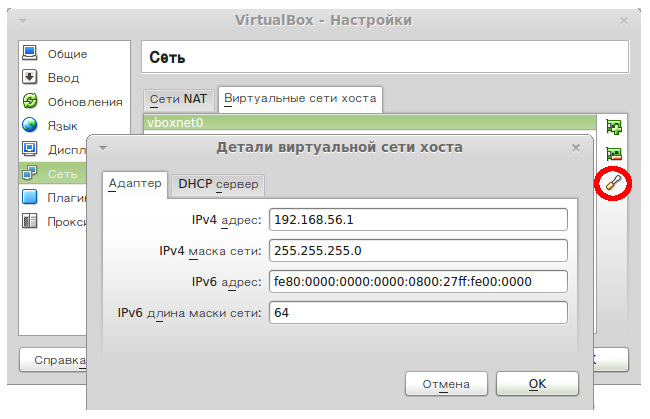 VirtualBox - Настройки
Общие
Ввод
Обновления
Язык
Диспл
Сеть
Плагин
Прокси
Сеть
Сети NAT
Виртуальные сети хоста
vboxnet0
Детали виртуальной сети хоста
Адаптер
DHCP сервер
IPv4 адрес: 192.168.56.1
IPv4 маска сети: 255.255.255.0
IPv6 адрес: fe80:0000:0000:0000:0800:27ff:fe00:0000
IPv6 длина маски сети: 64
Отмена
OK
Справка